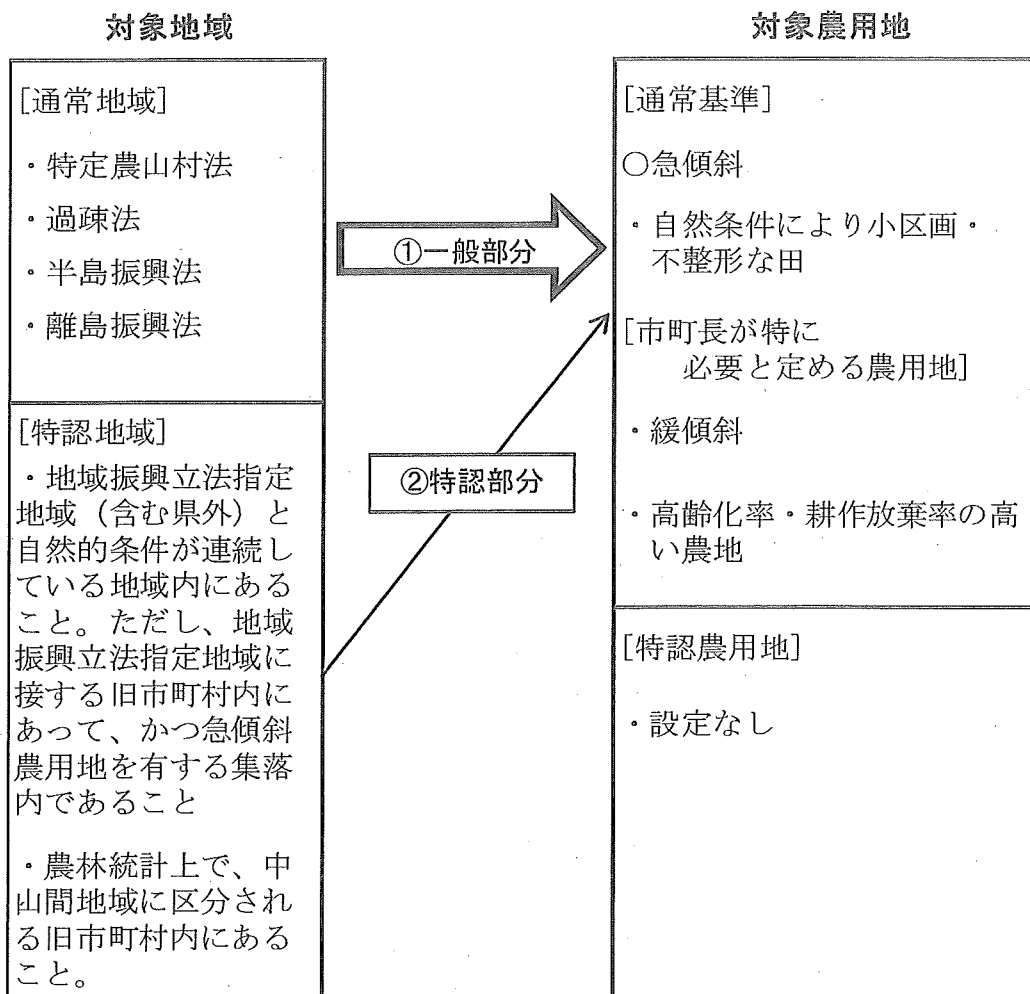 対象地域
[通常地域]
・特定農山村法
・過疎法
・半島振興法
・離島振興法
[特認地域]
・地域振興立法指定
地域（含む県外）と
自然的条件が連続し
ている地域内にある
こと。ただし、地域
振興立法指定地域に
接する旧市町村内に
あって、かつ急傾斜
農用地を有する集落
内であること
・農林統計上で、中
山間地域に区分され
る旧市町村内にある
こと。
①一般部分
②特認部分
対象農用地
[通常基準]
○急傾斜
・自然条件により小区画・
不整形な田
[市町長が特に
必要と定める農用地]
・緩傾斜
・高齢化率・耕作放棄率の高
い農地
[特認農用地]
・設定なし